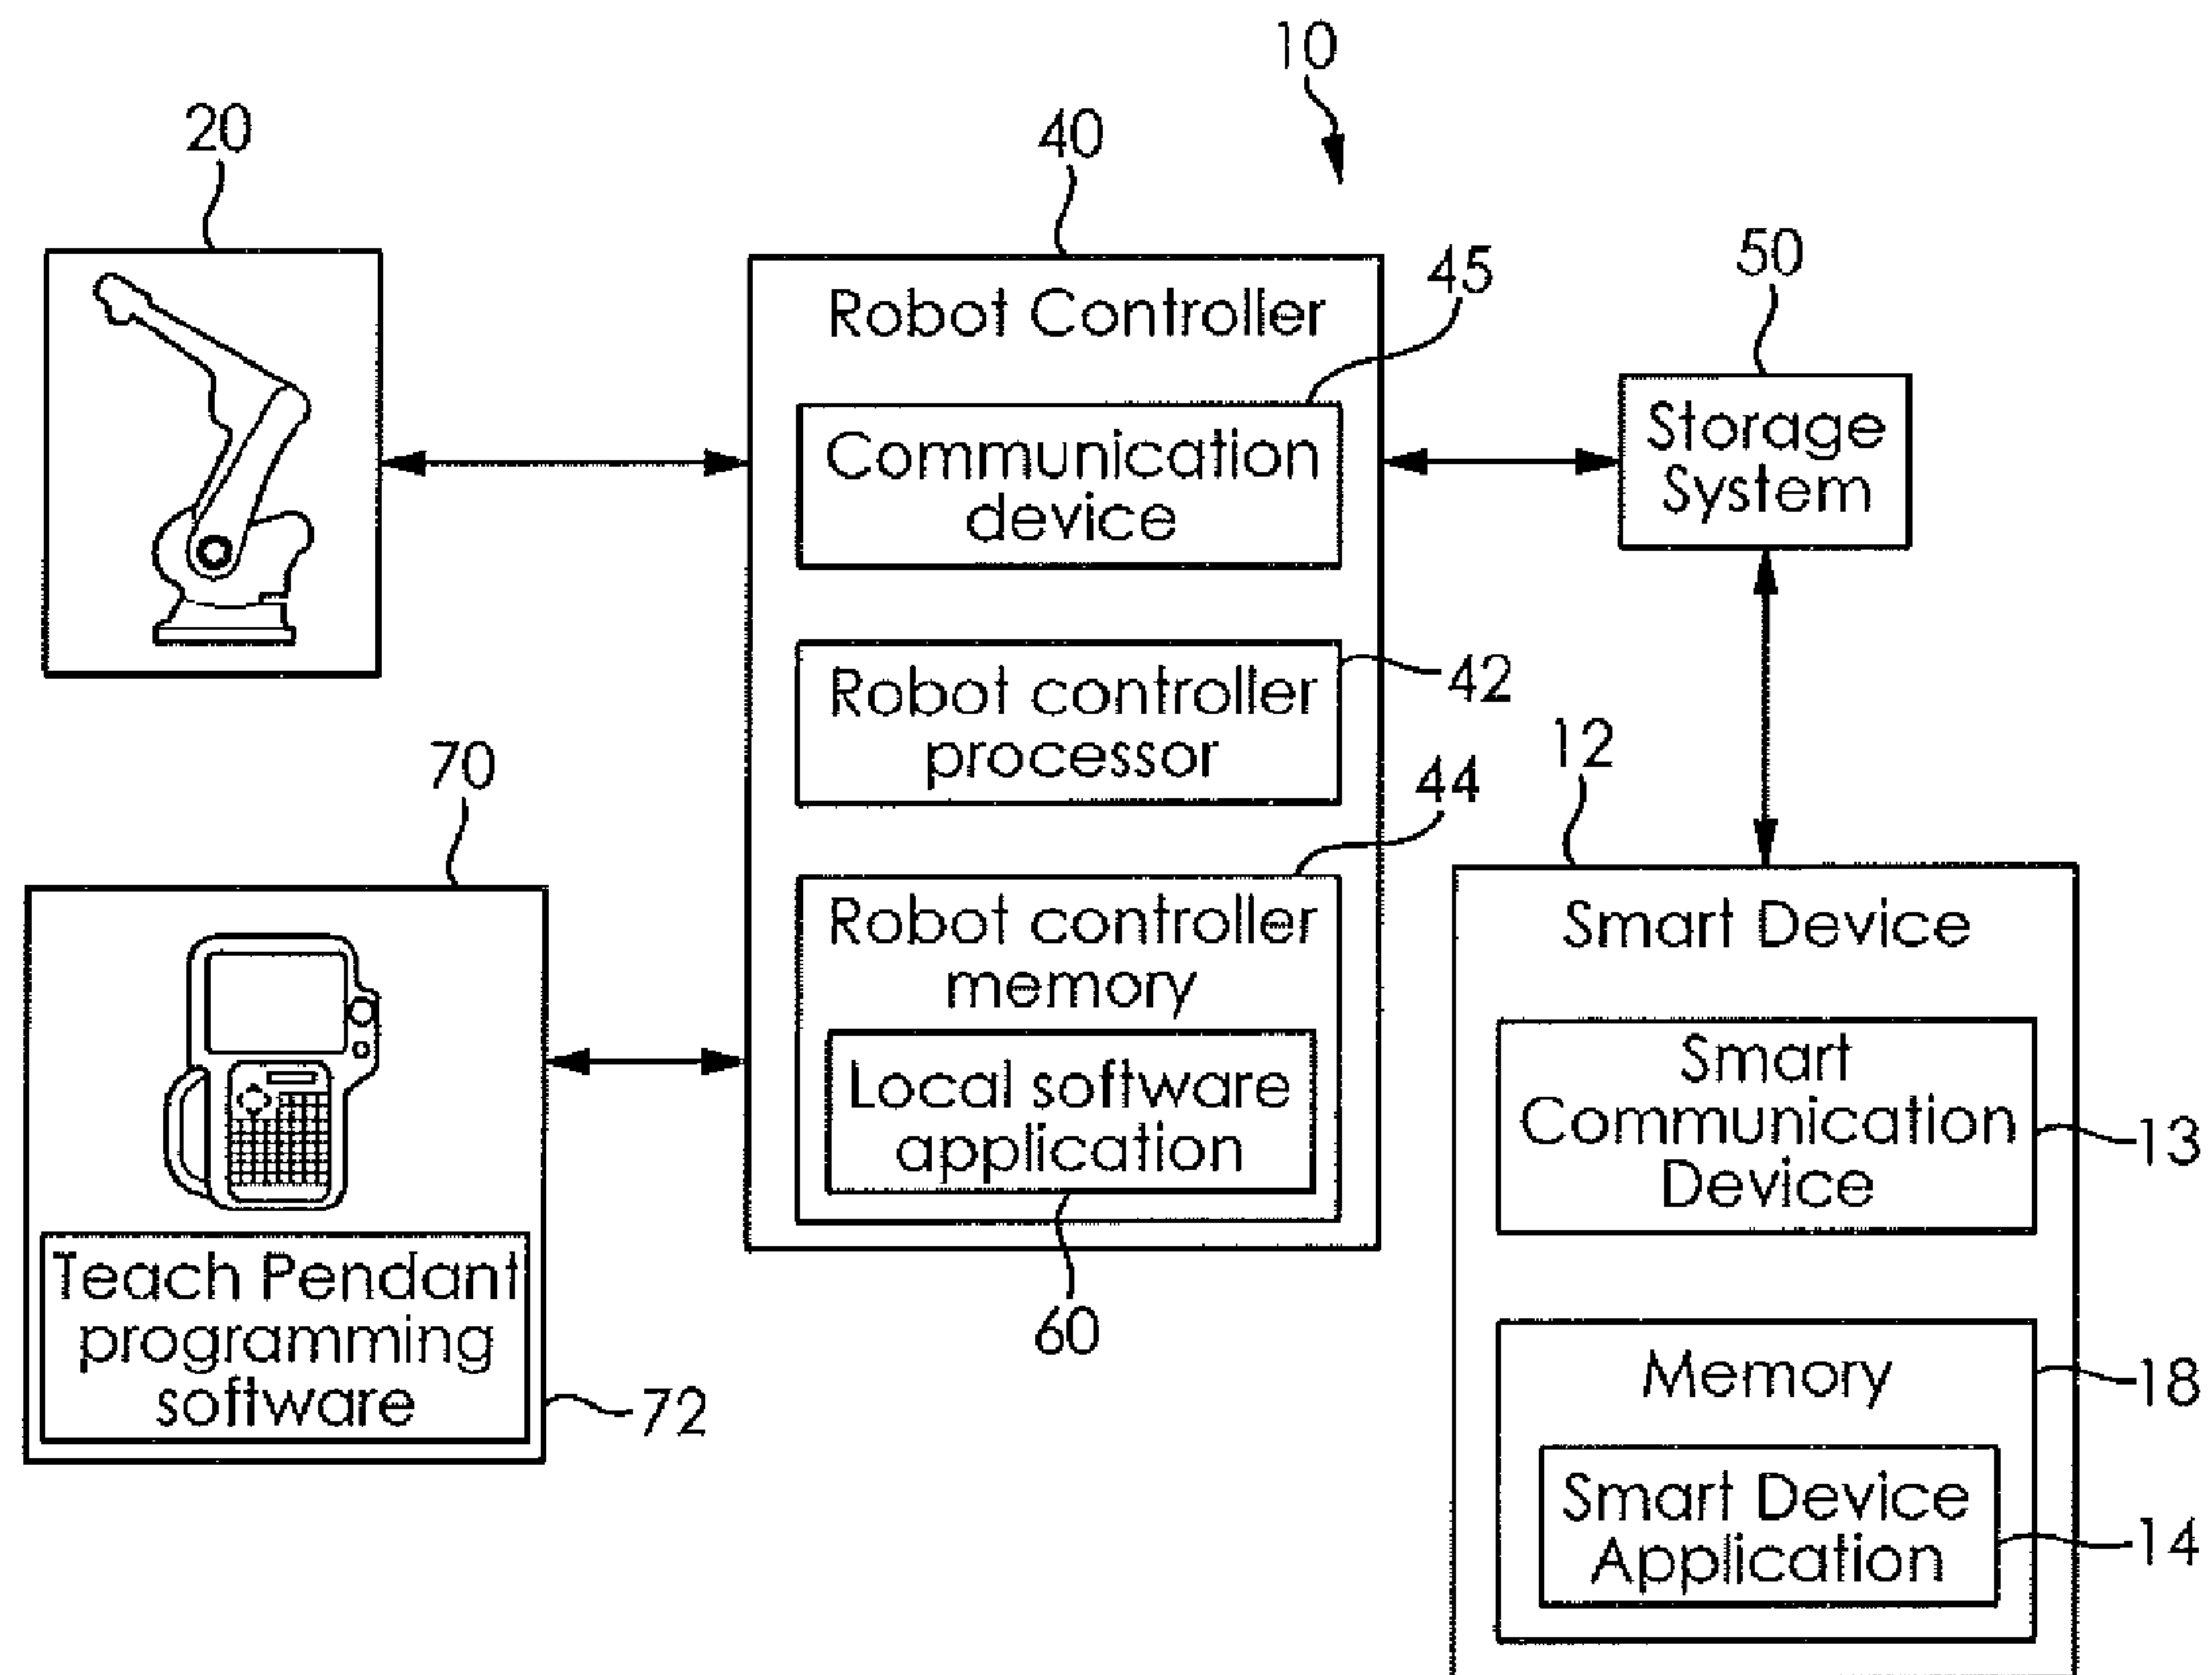 10
20
40
45
50
Robot Controller
Communication
device
Storage
System
Robot controller
processor
42
12
70
44
Robot controller
memory
Local software
application
60
Smart Device
Smart
Communication
Device
13
Teach Pendant
programming
software
72
Memory
18
Smart Device
Application
14